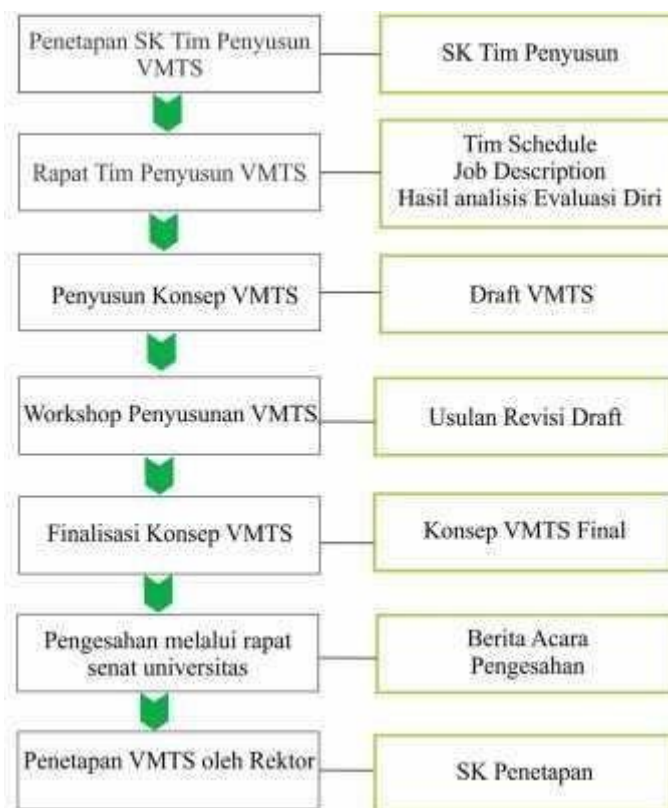 Penetapan SK Tim Penyusun
VMTS
SK Tim Penyusun
Rapat Tim Penyusun VMTS
Tim Schedule
Job Description
Hasil analisis Evaluasi Diri
Penyusun Konsep VMTS
Draft VMTS
Workshop Penyusunan VMTS
Usulan Revisi Draft
Finalisasi Konsep VMTS
Konsep VMTS Final
Pengesahan melalui rapat
senat universitas
Berita Acara
Pengesahan
Penetapan VMTS oleh Rektor
SK Penetapan